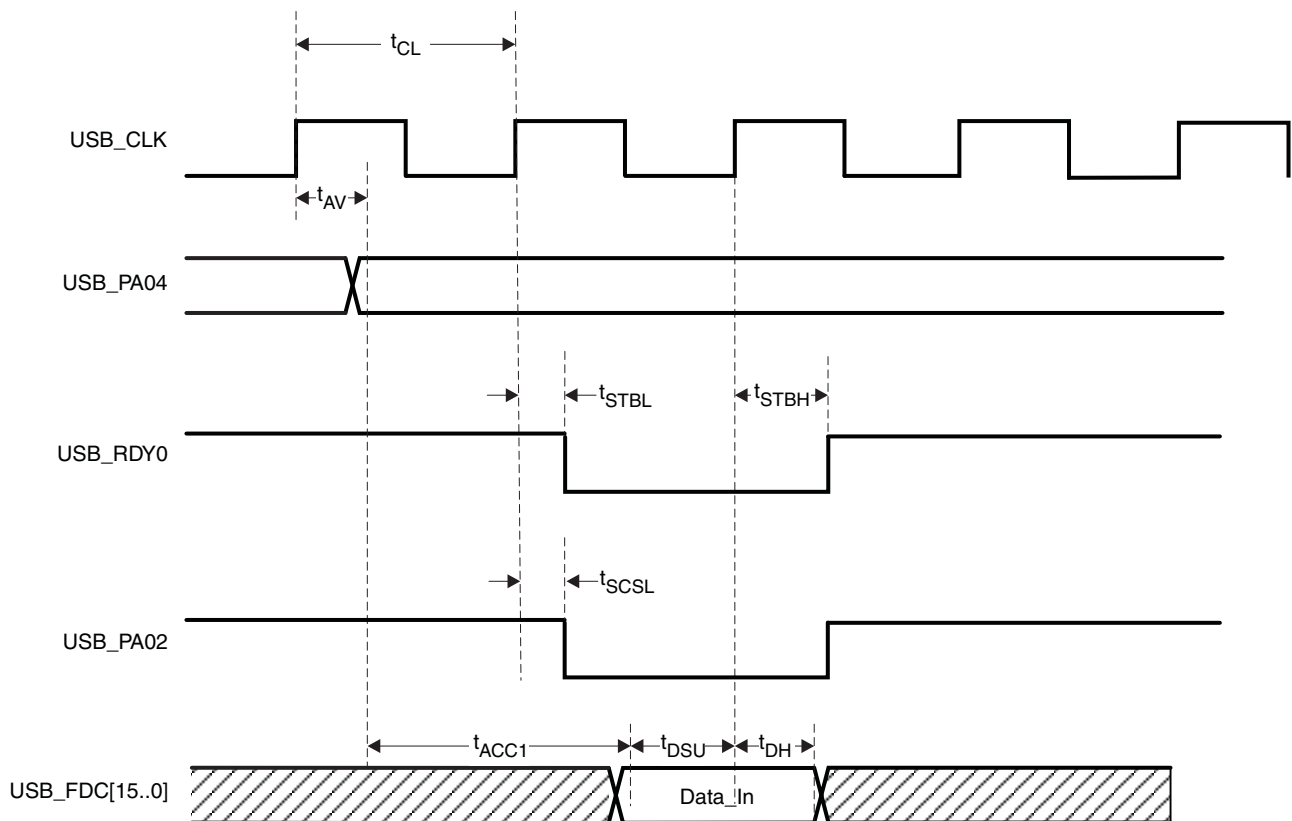 tCL
USB_CLK
tAV
USB_PA04
tSTBL
tSTBH
USB_RDY0
tSCSL
USB_PA02
tACC1 tDSU tDH
USB_FDC[15..0] Data_In